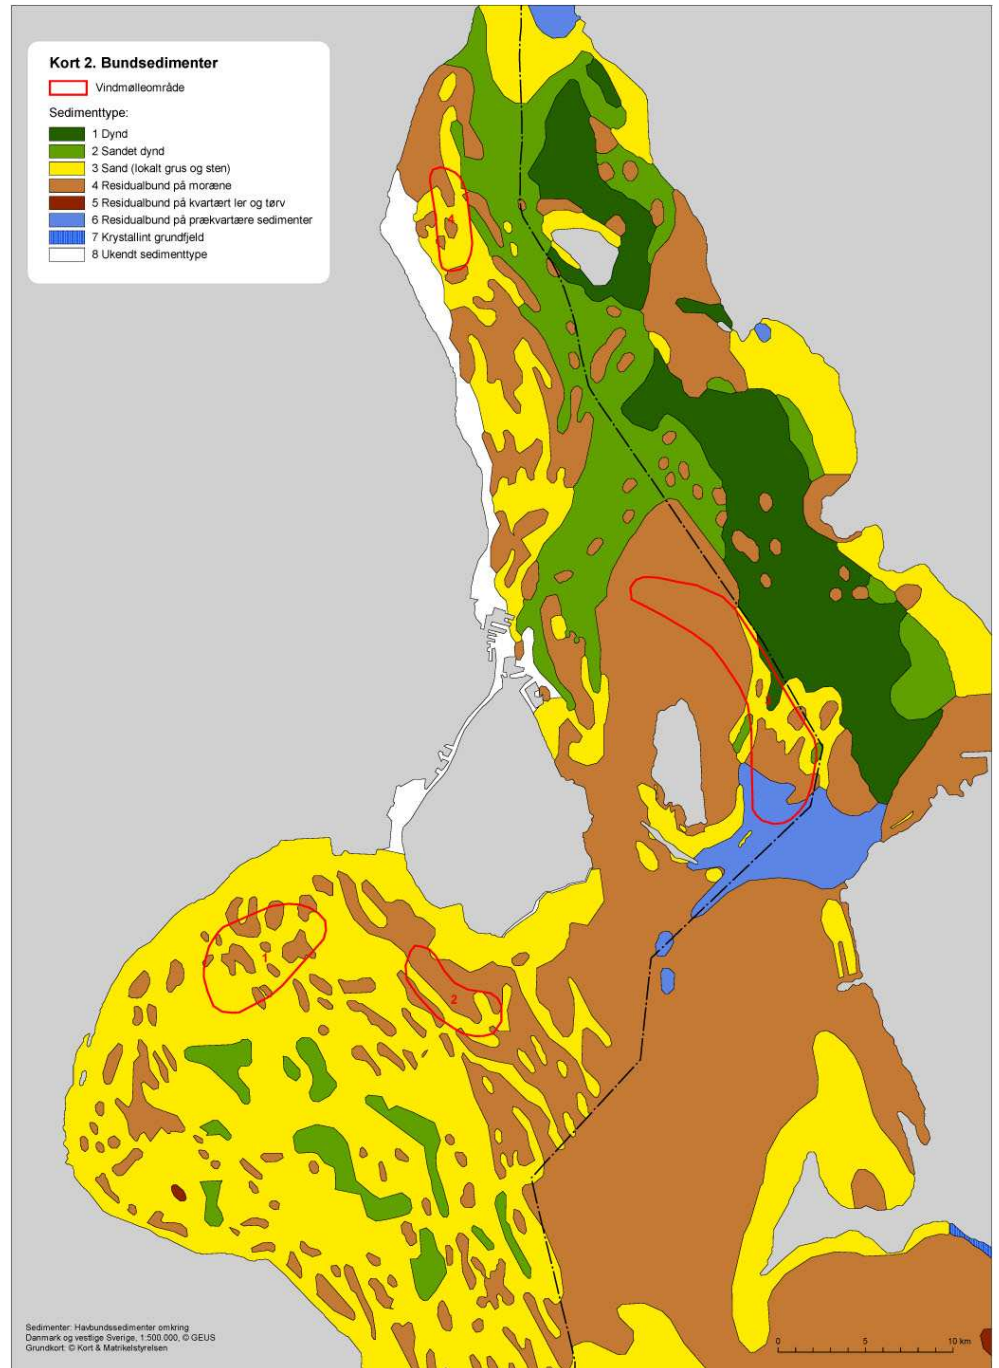 Kort 2. Bundsedimenter
Vindmølleområde
Sedimenttype:
1 Dynd
2 Sandet dynd
3 Sand (lokalt grus og sten)
4 Residualbund på moræne
5 Residualbund på kvartært ler og tørv
6 Residualbund på prækvartære sedimenter
7 Krystallint grundfjeld
8 Ukendt sedimenttype
4
3
1
2
Sedimenter: Havbundssedimenter omkring
Danmark og vestlige Sverige, 1:500.000, © GEUS
Grundkort: © Kort & Matrikelstyrelsen
0 5 10 km